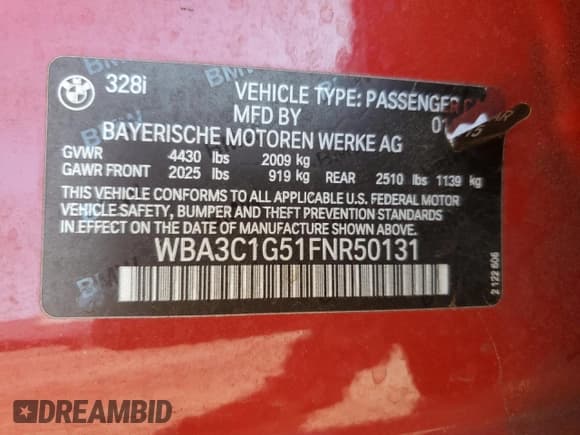 328i
VEHICLE TYPE: PASSENGER
MFD BY
BAYERISCHE MOTOREN WERKE AG
GVWR 4430 lbs 2009 kg
GAWR FRONT 2025 lbs 919 kg REAR 2510 lbs 1139 kg
THIS VEHICLE CONFORMS TO ALL APPLICABLE U.S. FEDERAL MOTOR
VEHICLE SAFETY, BUMPER AND THEFT PREVENTION STANDARDS
IN EFFECT ON THE DATE OF MANUFACTURE SHOWN ABOVE.
WBA3C1G51FNR50131
2 122 606
DREAMBID